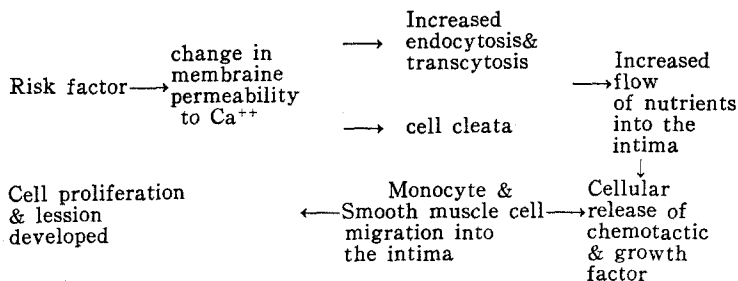 Risk factor
change in
membraine
permeability
to Ca++
Increased
endocytosis&
transcytosis
cell cleata
Increased
flow
of nutrients
into the
intima
Cellular
release of
chemotactic
& growth
factor
Monocyte &
Smooth muscle cell
migration into
the intima
Cell proliferation
& lession
developed